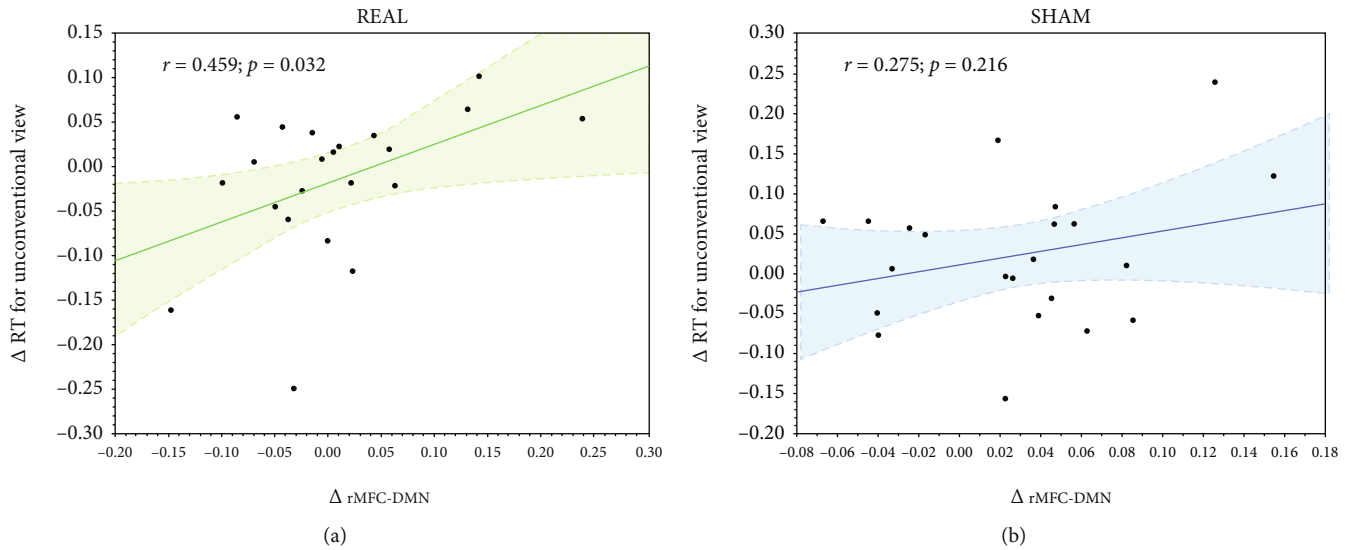 REAL
r = 0.459; p = 0.032
0.15
0.10
0.05
0.00
–0.05
–0.10
–0.15
–0.20
–0.25
–0.30
Δ RT for unconventional view
–0.20 –0.15 –0.10 –0.05 0.00 0.05 0.10 0.15 0.20 0.25 0.30
Δ rMFC-DMN
(a)
SHAM
r = 0.275; p = 0.216
0.30
0.25
0.20
0.15
0.10
0.05
0.00
–0.05
–0.10
–0.15
–0.20
Δ RT for unconventional view
–0.08 –0.06 –0.04 –0.02 0.00 0.02 0.04 0.06 0.08 0.10 0.12 0.14 0.16 0.18
Δ rMFC-DMN
(b)